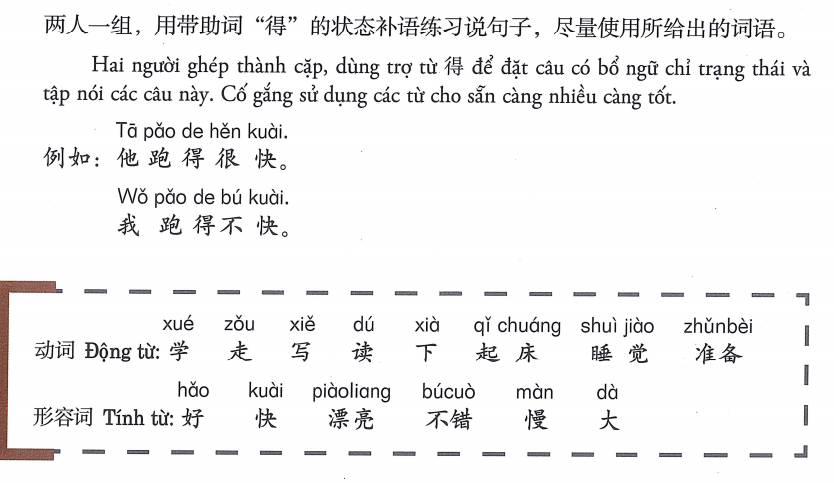 两人一组，用带助词“得”的状态补语练习说句子，尽量使用所给出的词语。
Hai người ghép thành cặp, dùng trợ từ 得 để đặt câu có bổ ngữ chỉ trạng thái và
tập nói các câu này. Cố gắng sử dụng các từ cho sẵn càng nhiều càng tốt.
Tā pǎo de hěn kuài.
例如：他 跑 得 很 快。
Wǒ pǎo de bú kuài.
我 跑 得 不 快。
xué zǒu xiě dú xià qǐ chuáng shuì jiào zhǔnbèi
动词 Động từ: 学 走 写 读 下 起 床 睡 觉 准备
hǎo kuài piàoliang búcuò màn dà
形容词 Tính từ: 好 快 漂亮 不错 慢 大